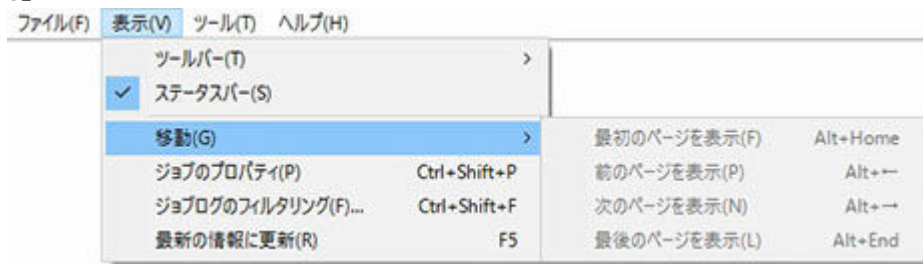 ファイル(F) 表示(V) ツール(T) ヘルプ(H)
ツールバー(T)
ステータスバー(S)
移動(G) 最初のページを表示(F) Alt+Home
ジョブのプロパティ(P) Ctrl+Shift+P 前のページを表示(P) Alt+←
ジョブログのフィルタリング(F)... Ctrl+Shift+F 次のページを表示(N) Alt+→
最新の情報に更新(R) F5 最後のページを表示(L) Alt+End